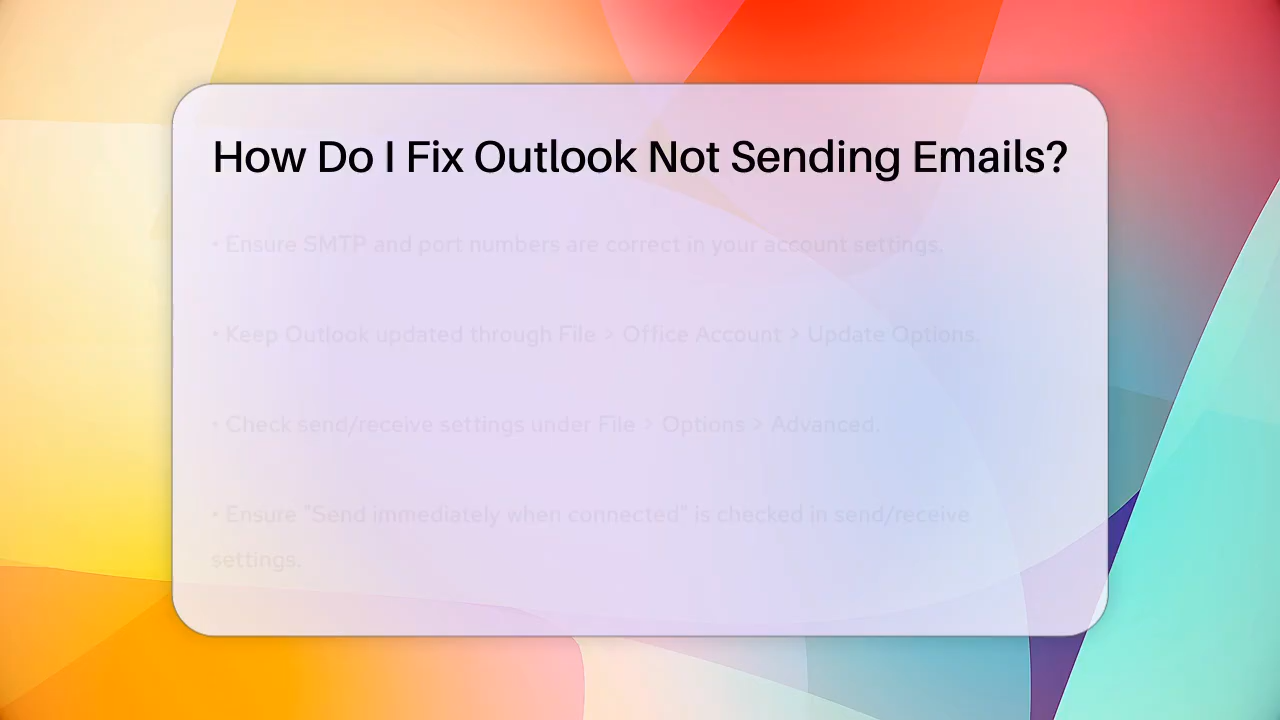 How Do I Fix Outlook Not Sending Emails?
• Ensure SMTP and port numbers are correct in your account settings.
• Keep Outlook updated through File > Office Account > Update Options.
• Check send/receive settings under File > Options > Advanced.
• Ensure "Send immediately when connected" is checked in send/receive
settings.